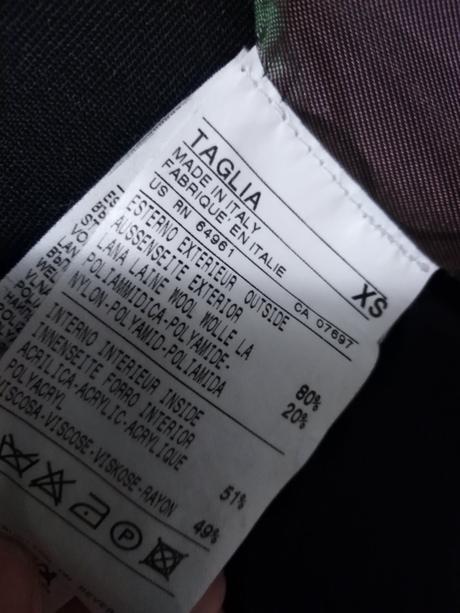 TAGLIA XS
MADE IN ITALY
FABRIQUE EN ITALIE
US RN 64961 CA 07697
ESTERNO EXTERIEUR OUTSIDE
AUSSENSEITE EXTERIOR
LANA LAINE WOOL WOLLE LA 80%
POLIAMMIDICA-POLYAMIDE-
NYLON-POLYAMID-POLIAMIDA 20%
INTERNO INTERIEUR INSIDE
INNENSEITE FORRO INTERIOR
ACRILICA-ACRYLIC-ACRYLIQUE
POLYACRYL 51%
VISCOSA-VISCOSE-VISKOSE-RAYON 49%
P